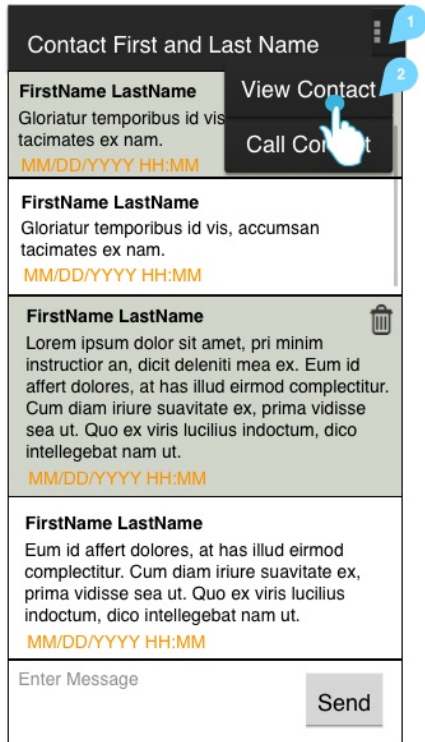 Contact First and Last Name
1
View Contact
2
Call Co t
FirstName LastName
Gloriatur temporibus id vis
tacimates ex nam.
MM/DD/YYYY HH:MM
FirstName LastName
Gloriatur temporibus id vis, accumsan
tacimates ex nam.
MM/DD/YYYY HH:MM
FirstName LastName
Lorem ipsum dolor sit amet, pri minim
instructior an, dicit deleniti mea ex. Eum id
affert dolores, at has illud eirmod complectitur.
Cum diam iriure suavitate ex, prima vidisse
sea ut. Quo ex viris lucilius indoctum, dico
intellegebat nam ut.
MM/DD/YYYY HH:MM
FirstName LastName
Eum id affert dolores, at has illud eirmod
complectitur. Cum diam iriure suavitate ex,
prima vidisse sea ut. Quo ex viris lucilius
indoctum, dico intellegebat nam ut.
MM/DD/YYYY HH:MM
Enter Message
Send